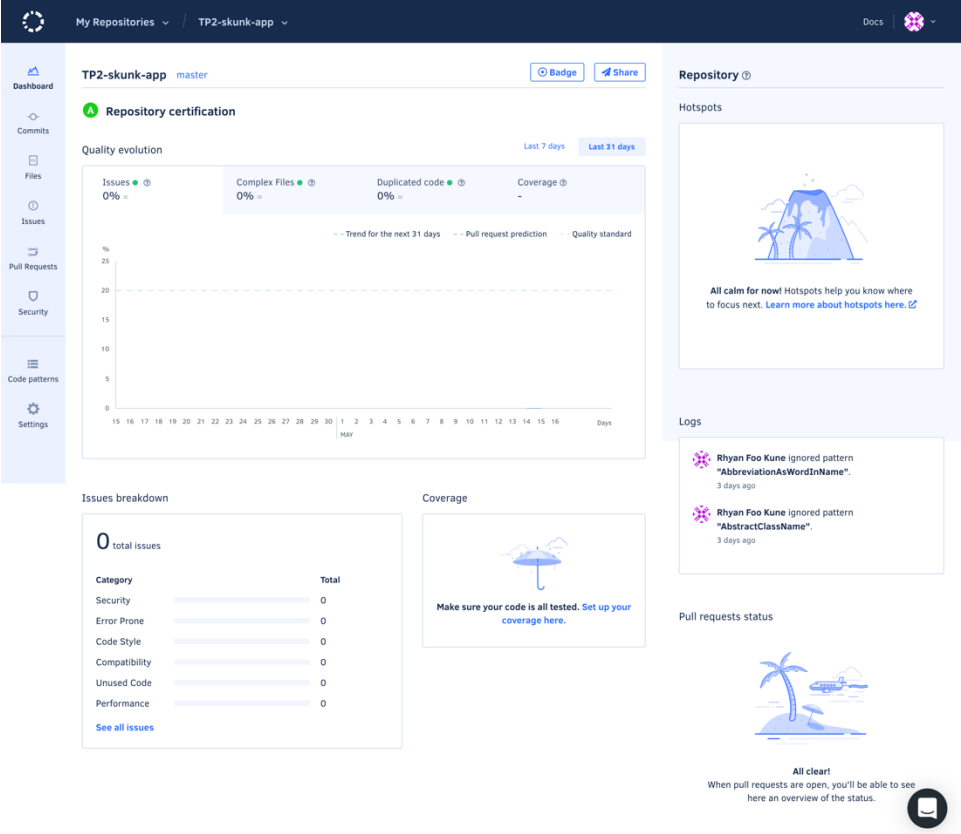 My Repositories / TP2-skunk-app
Docs
Dashboard
Commits
Files
Issues
Pull Requests
Security
Code patterns
Settings
TP2-skunk-app master
Badge
Share
A Repository certification
Quality evolution
Last 7 days
Last 31 days
Issues
0% =
Complex Files
0% =
Duplicated code
0% =
Coverage
-
Trend for the next 31 days
Pull request prediction
Quality standard
%
25
20
15
10
5
0
15 16 17 18 19 20 21 22 23 24 25 26 27 28 29 30 1 2 3 4 5 6 7 8 9 10 11 12 13 14 15 16 Days
MAY
Issues breakdown
0 total issues
Category Total
Security 0
Error Prone 0
Code Style 0
Compatibility 0
Unused Code 0
Performance 0
See all issues
Coverage
Make sure your code is all tested. Set up your
coverage here.
Repository
Hotspots
All calm for now! Hotspots help you know where
to focus next. Learn more about hotspots here.
Logs
Rhyan Foo Kune ignored pattern
"AbbreviationAsWordInName".
3 days ago
Rhyan Foo Kune ignored pattern
"AbstractClassName".
3 days ago
Pull requests status
All clear!
When pull requests are open, you'll be able to see
here an overview of the status.